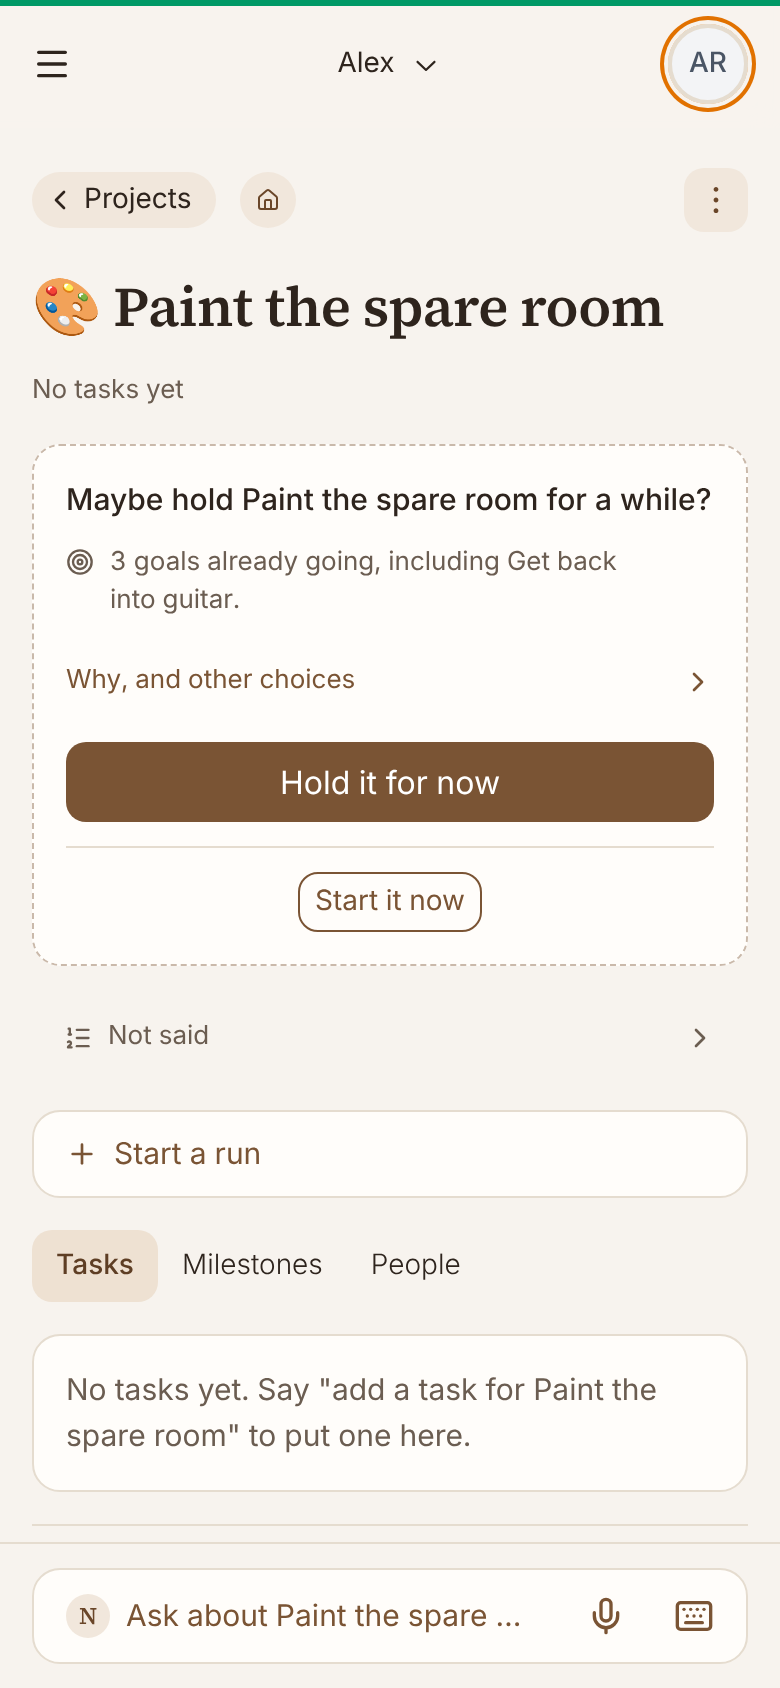 Alex
AR
Projects
Paint the spare room
No tasks yet
Maybe hold Paint the spare room for a while?
3 goals already going, including Get back
into guitar.
Why, and other choices
Hold it for now
Start it now
Not said
Start a run
Tasks Milestones People
No tasks yet. Say "add a task for Paint the
spare room" to put one here.
N Ask about Paint the spare ...